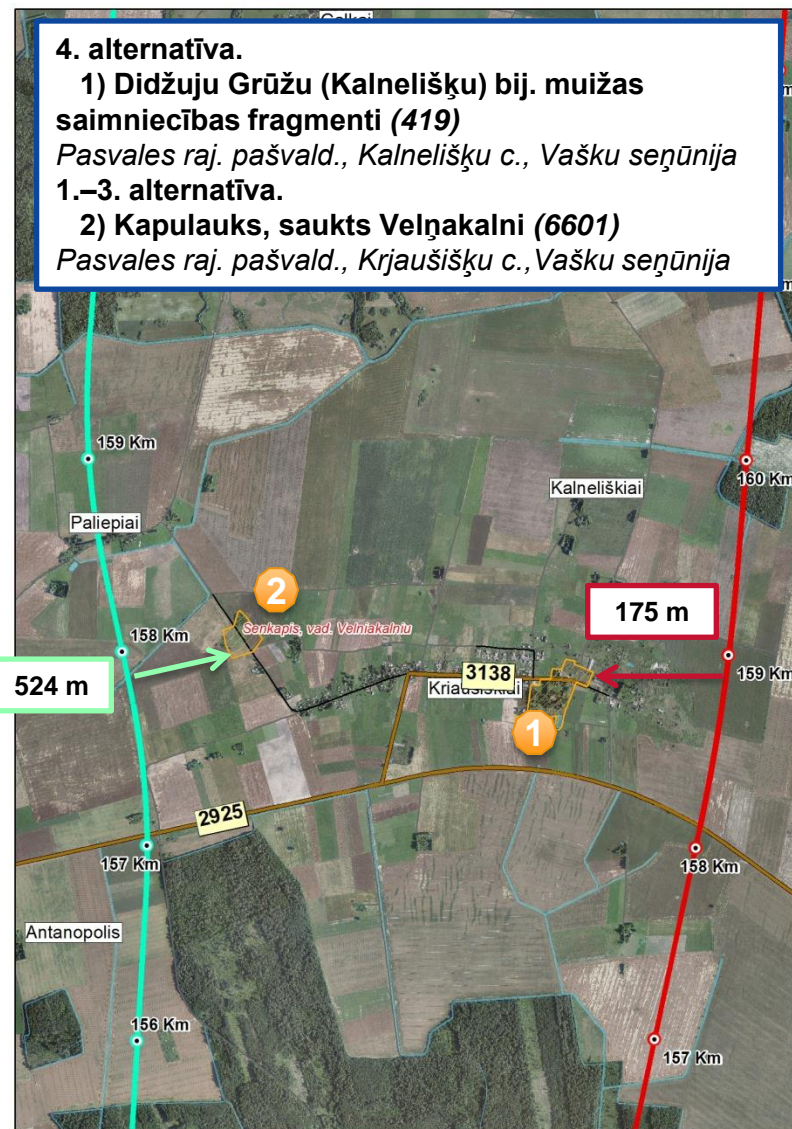 4. alternatīva.
1) Didžuju Grūžu (Kalnelišķu) bij. muižas
saimniecības fragmenti (419)
Pasvales raj. pašvald., Kalnelišķu c., Vašku seņūnija
1.–3. alternatīva.
2) Kapulauks, saukts Velņakalni (6601)
Pasvales raj. pašvald., Krjaušišķu c.,Vašku seņūnija
159 Km
160 Km
Kalneliškiai
Paliepiai
2
175 m
Senkapis, vad. Velniakalniu
158 Km
159 Km
524 m
3138
1
2925
157 Km
158 Km
Antanopolis
156 Km
157 Km